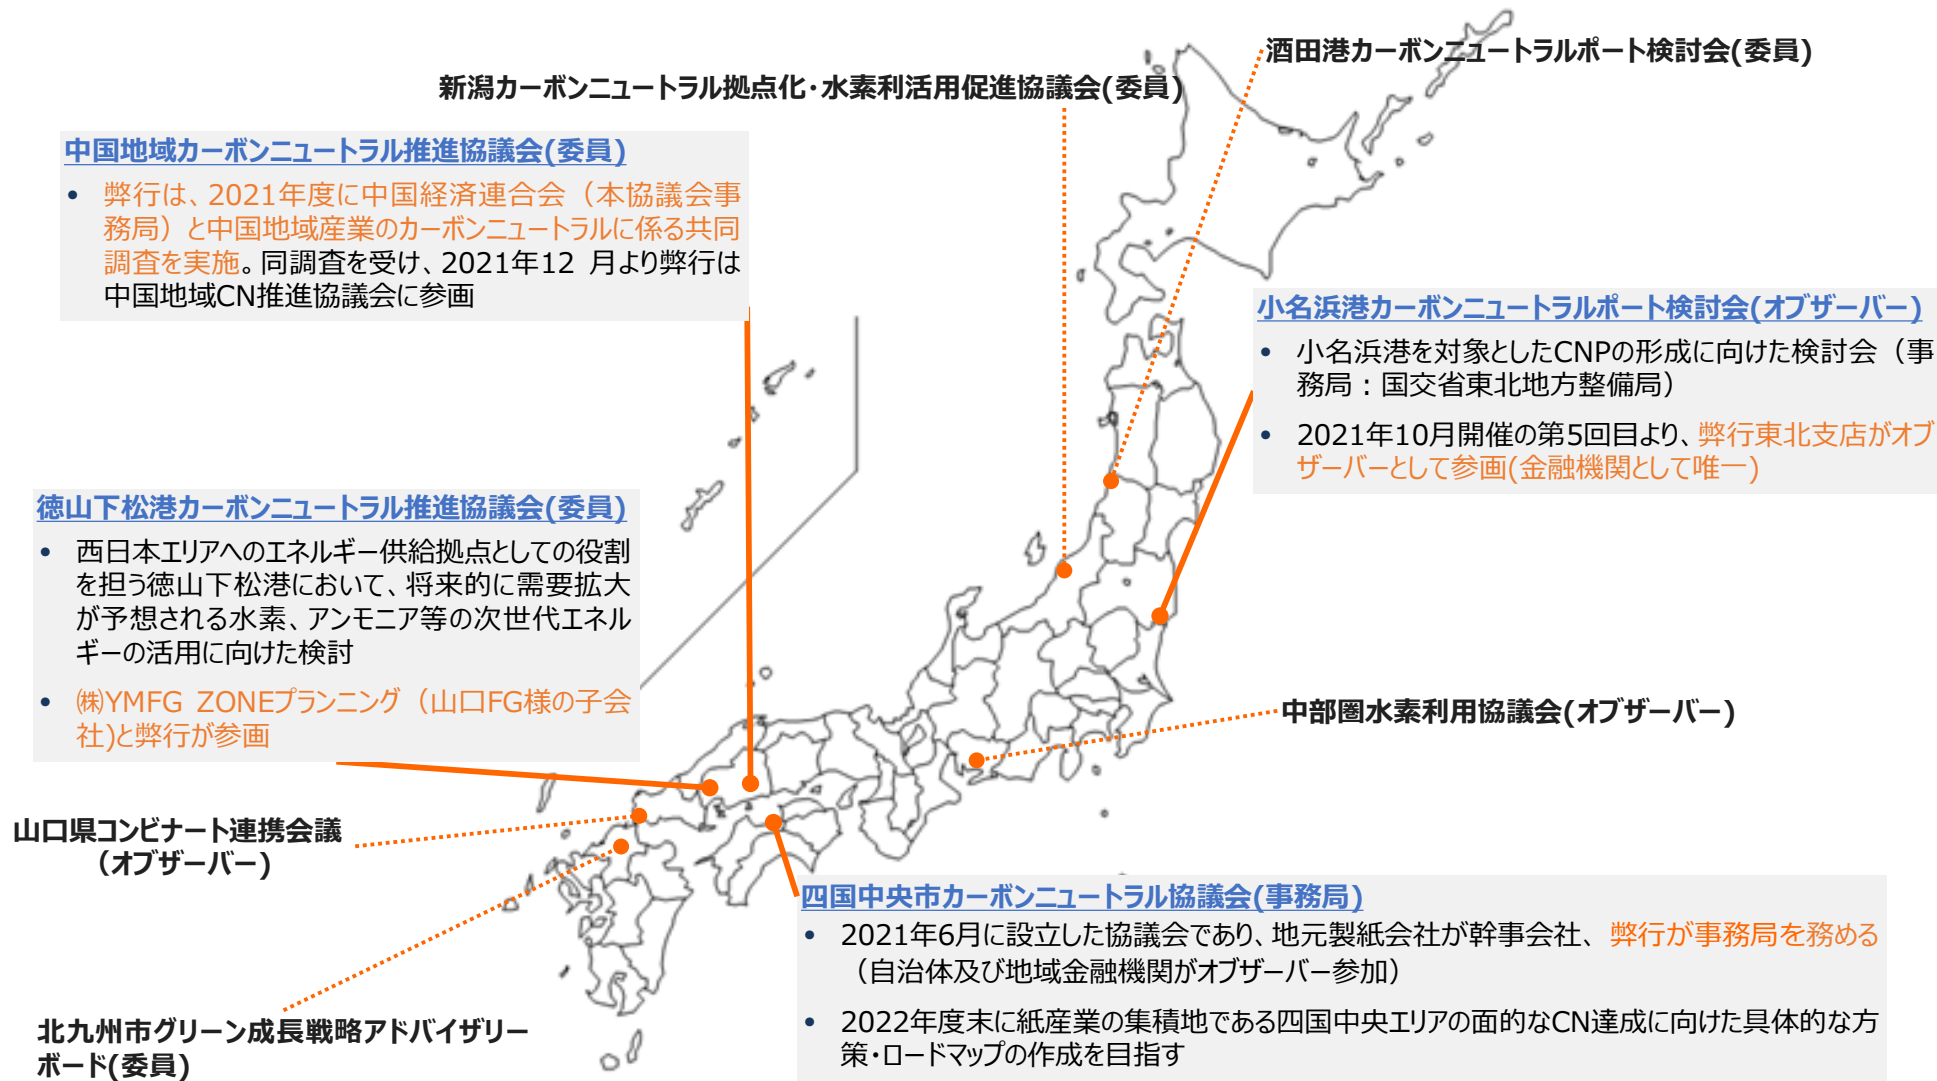 酒田港カーボンニュートラルポート検討会(委員)
新潟カーボンニュートラル拠点化・水素利活用促進協議会(委員)
中国地域カーボンニュートラル推進協議会(委員)
• 弊行は、2021年度に中国経済連合会（本協議会事
務局）と中国地域産業のカーボンニュートラルに係る共同
調査を実施。同調査を受け、2021年12 月より弊行は
中国地域CN推進協議会に参画
小名浜港カーボンニュートラルポート検討会(オブザーバー)
• 小名浜港を対象としたCNPの形成に向けた検討会（事
務局：国交省東北地方整備局）
• 2021年10月開催の第5回目より、弊行東北支店がオブ
ザーバーとして参画(金融機関として唯一)
徳山下松港カーボンニュートラル推進協議会(委員)
• 西日本エリアへのエネルギー供給拠点としての役割
を担う徳山下松港において、将来的に需要拡大
が予想される水素、アンモニア等の次世代エネル
ギーの活用に向けた検討
• ㈱YMFG ZONEプランニング（山口FG様の子会
社)と弊行が参画
中部圏水素利用協議会(オブザーバー)
山口県コンビナート連携会議
（オブザーバー)
四国中央市カーボンニュートラル協議会(事務局)
• 2021年6月に設立した協議会であり、地元製紙会社が幹事会社、弊行が事務局を務める
（自治体及び地域金融機関がオブザーバー参加）
• 2022年度末に紙産業の集積地である四国中央エリアの面的なCN達成に向けた具体的な方
策・ロードマップの作成を目指す
北九州市グリーン成長戦略アドバイザリー
ボード(委員)